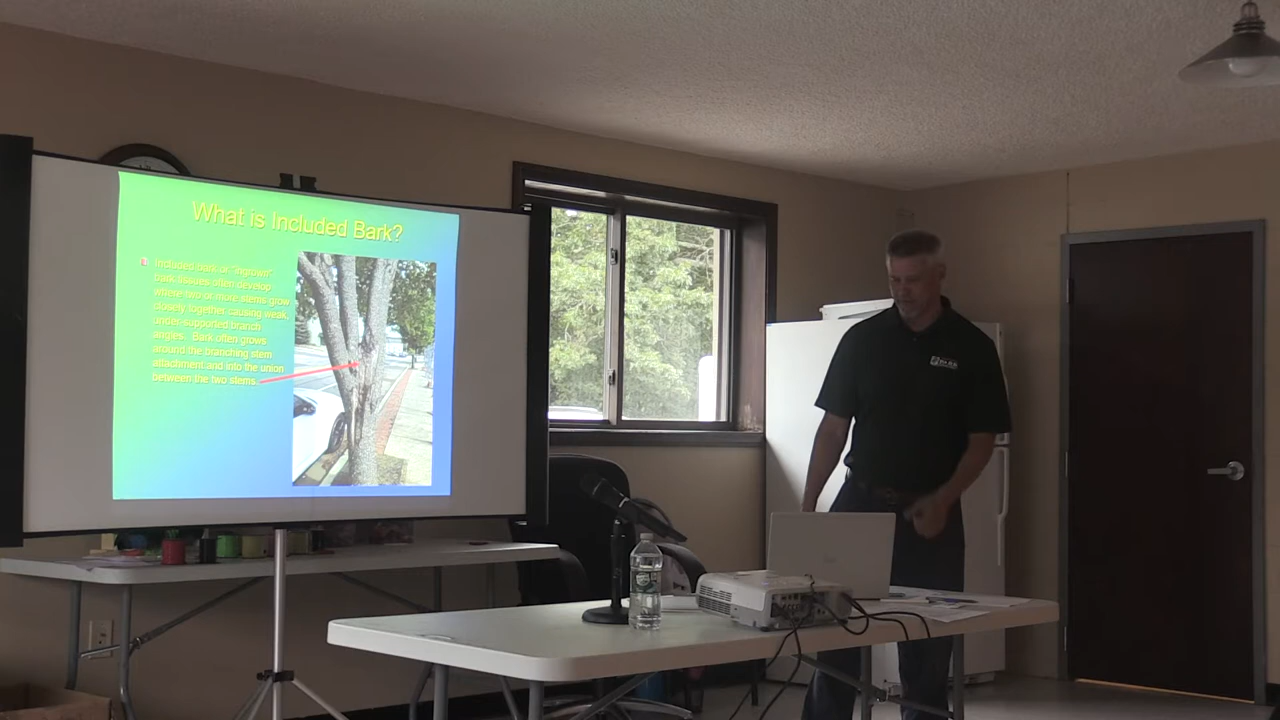 What is Included Bark?
Included bark or "ingrown"
bark tissues often develop
where two or more stems grow
closely together causing weak,
under-supported branch
angles. Bark often grows
around the branching stem
attachment and into the union
between the two stems.